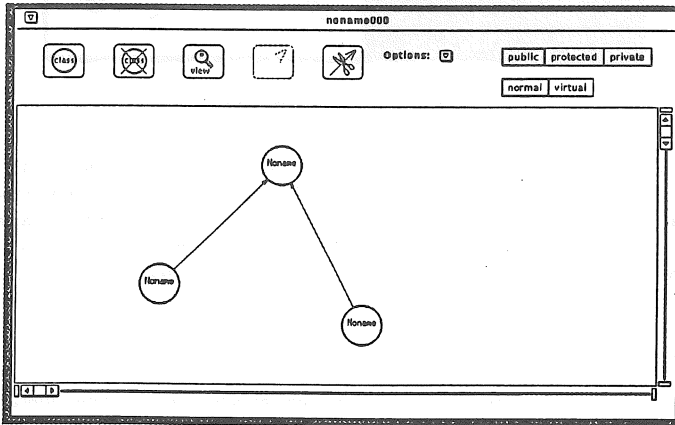 noname000
class
class
view
Options:
public protected private
normal virtual
Noname
Noname
Noname